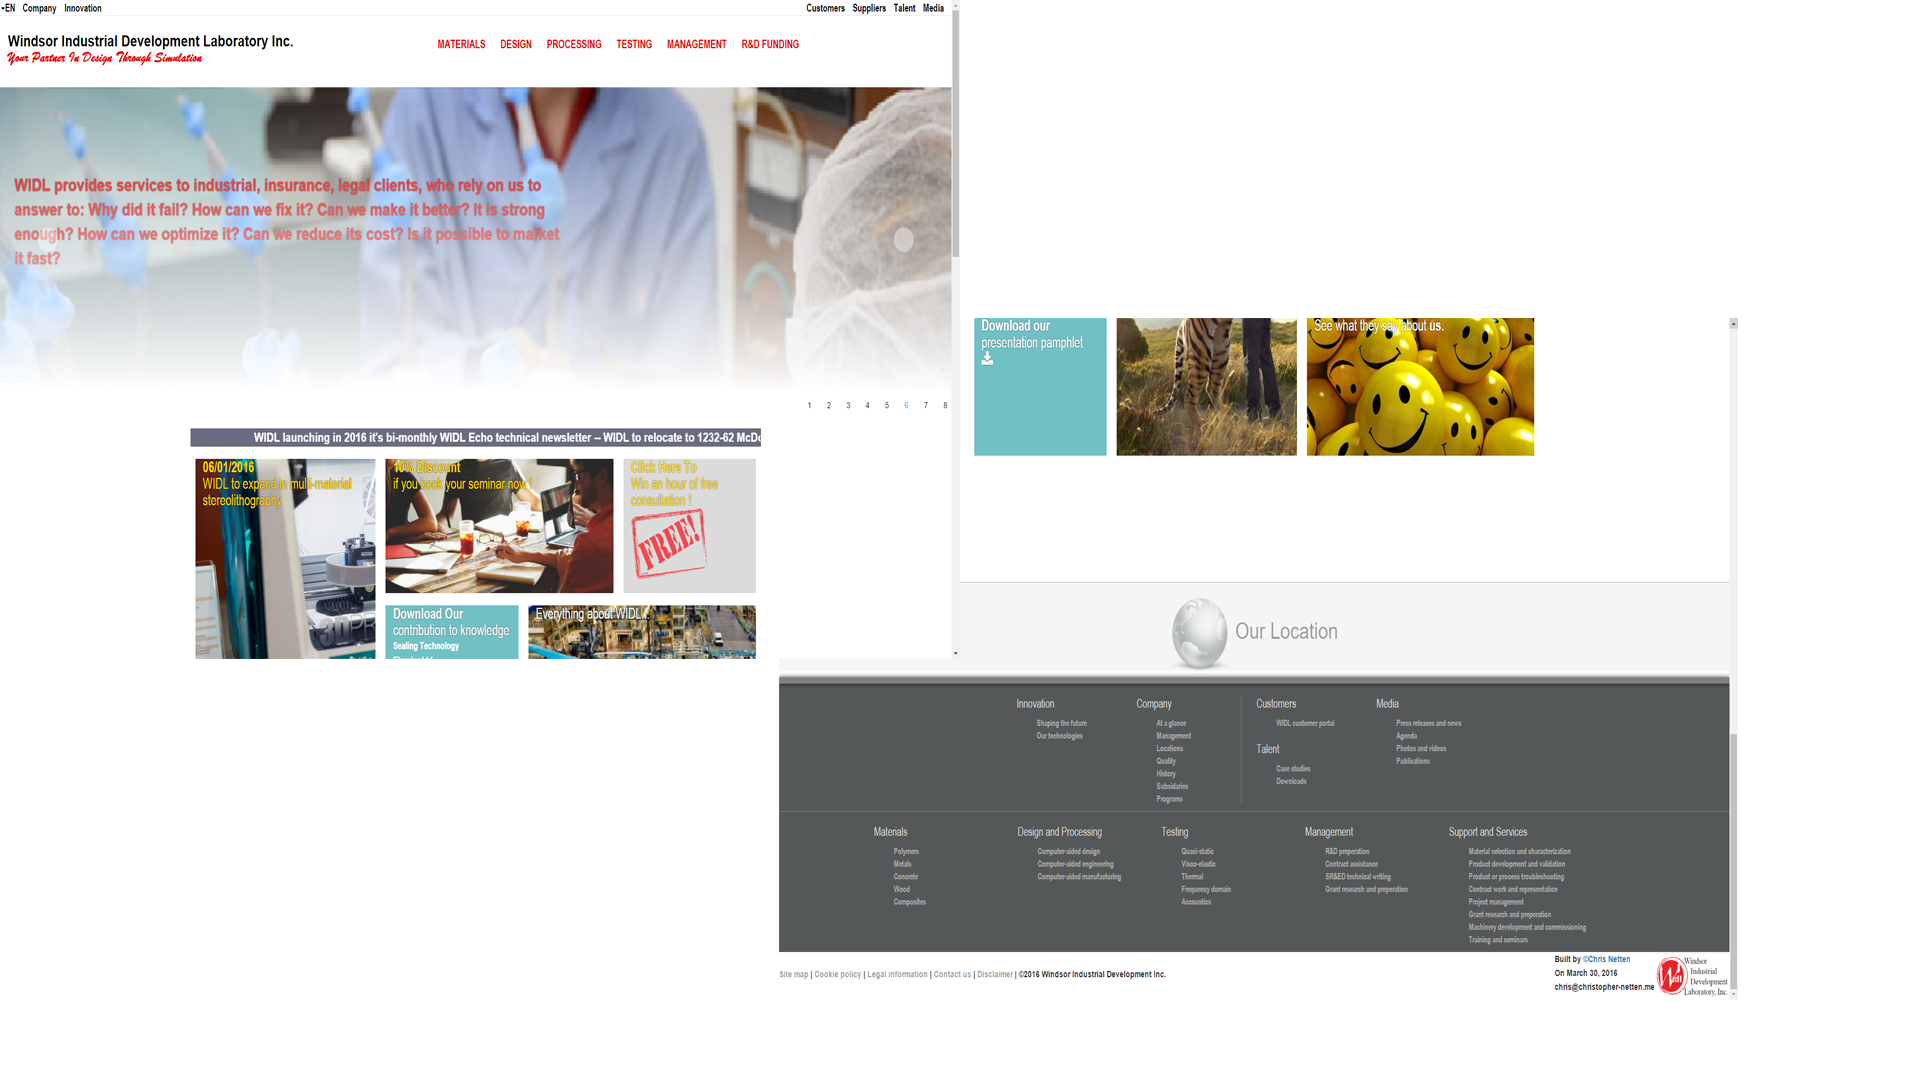 EN Company Innovation
Customers Suppliers Talent Media
Windsor Industrial Development Laboratory Inc.
Your Partner In Design Through Simulation
MATERIALS DESIGN PROCESSING TESTING MANAGEMENT R&D FUNDING
WIDL provides services to industrial, insurance, legal clients, who rely on us to
answer to: Why did it fail? How can we fix it? Can we make it better? It is strong
enough? How can we optimize it? Can we reduce its cost? Is it possible to market
it fast?
1 2 3 4 5 6 7 8
WIDL launching in 2016 it's bi-monthly WIDL Echo technical newsletter -- WIDL to relocate to 1232-62 McDo
06/01/2016
WIDL to expand in multi-material
stereolithography
10% Discount
if you book your seminar now !
Click Here To
Win an hour of free
consultation !
FREE!
Download Our
contribution to knowledge
Sealing Technology
Everything about WIDL...
Download our
presentation pamphlet
See what they say about us.
Our Location
Innovation
Shaping the future
Our technologies
Company
At a glance
Management
Locations
Quality
History
Subsidaries
Programs
Customers
WIDL customer portal
Talent
Case studies
Downloads
Media
Press releases and news
Agenda
Photos and videos
Publications
Materials
Polymers
Metals
Concrete
Wood
Composites
Design and Processing
Computer-aided design
Computer-aided engineering
Computer-aided manufacturing
Testing
Quasi-static
Visco-elastic
Thermal
Frequency domain
Accoustics
Management
R&D preperation
Contract assistance
SR&ED technical writing
Grant research and preperation
Support and Services
Material selection and characterization
Product development and validation
Product or process troubleshooting
Contract work and representation
Project management
Grant research and preperation
Machinery development and commissioning
Training and seminars
Site map | Cookie policy | Legal information | Contact us | Disclaimer | ©2016 Windsor Industrial Development Inc.
Built by ©Chris Netten
On March 30, 2016
chris@christopher-netten.me
Widl
Windsor
Industrial
Development
Laboratory, Inc.